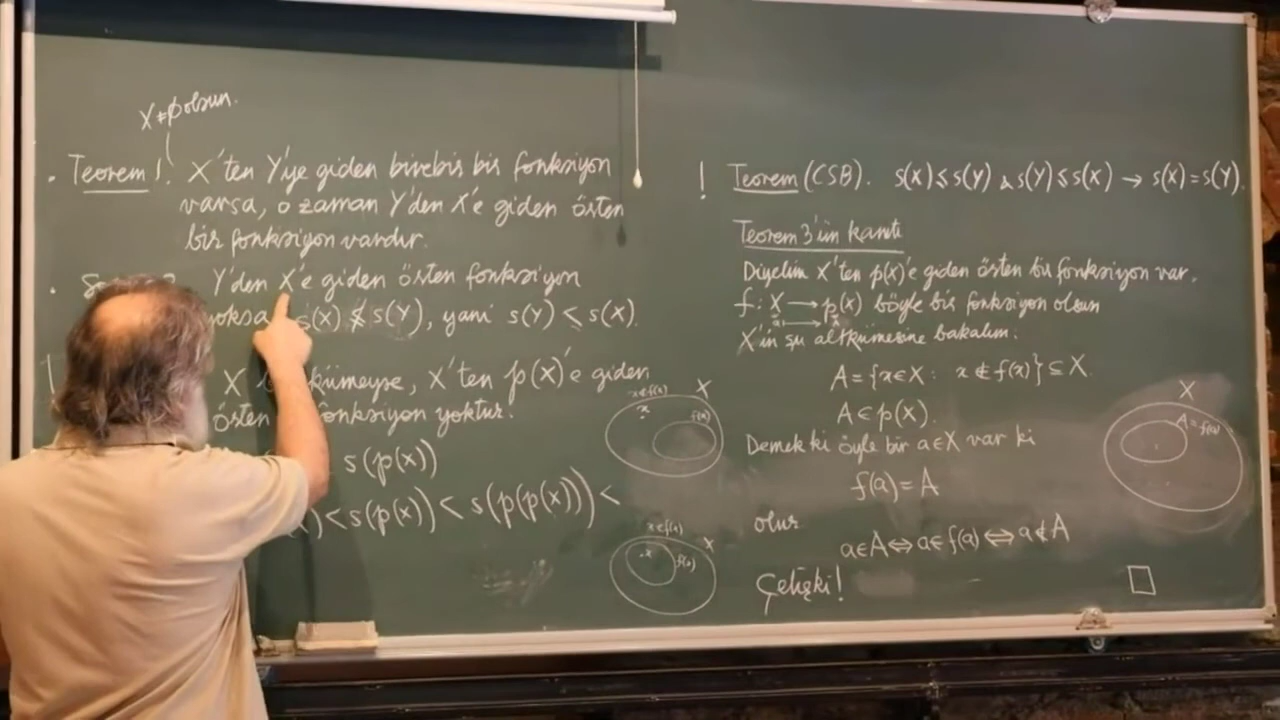 X≠∅ olsun.
. Teorem 1. X'ten Y'ye giden birebir bir fonksiyon
varsa, o zaman Y'den X'e giden örten
bir fonksiyon vardır.
. Y'den X'e giden örten fonksiyon
yoksa s(X) ≰ s(Y), yani s(Y) < s(X).
! X kümeyse, X'ten p(X)'e giden
örten fonksiyon yoktur.
s(p(X))
) < s(p(X)) < s(p(p(X))) <
x∉f(x) X
x f(x)
x∈f(x) X
x f(x)
! Teorem (CSB). s(X) ≤ s(Y) & s(Y) ≤ s(X) → s(X) = s(Y).
Teorem 3'ün kanıtı
Diyelim X'ten p(X)'e giden örten bir fonksiyon var.
f: X → p(X) böyle bir fonksiyon olsun
a → A
X'in şu altkümesine bakalım.
A = {x∈X : x ∉ f(x)} ⊆ X.
A ∈ p(X).
Demek ki öyle bir a∈X var ki
f(a) = A
olur
a∈A ⇔ a∈f(a) ⇔ a∉A
Çelişki! □
X
A = f(a)